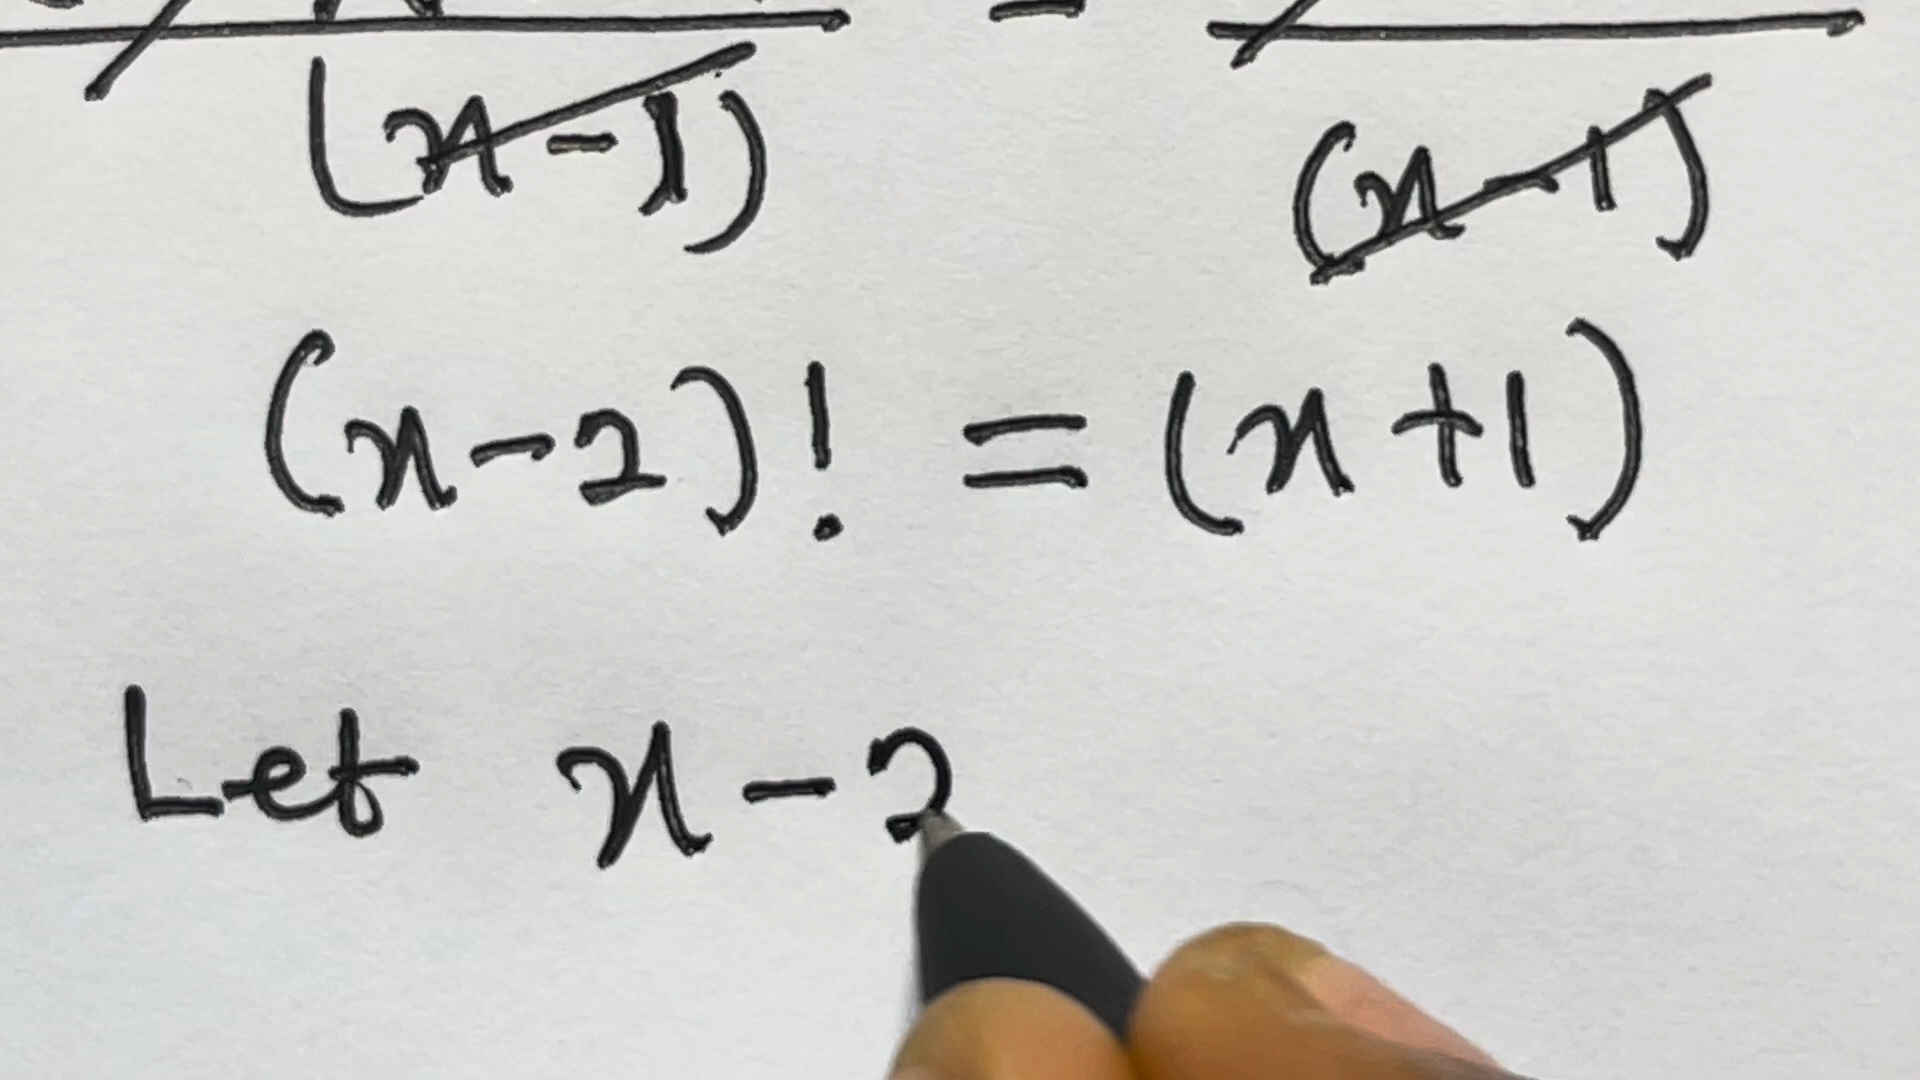 =
(x-1) (x-1)
(x-2)! = (x+1)
Let x-2